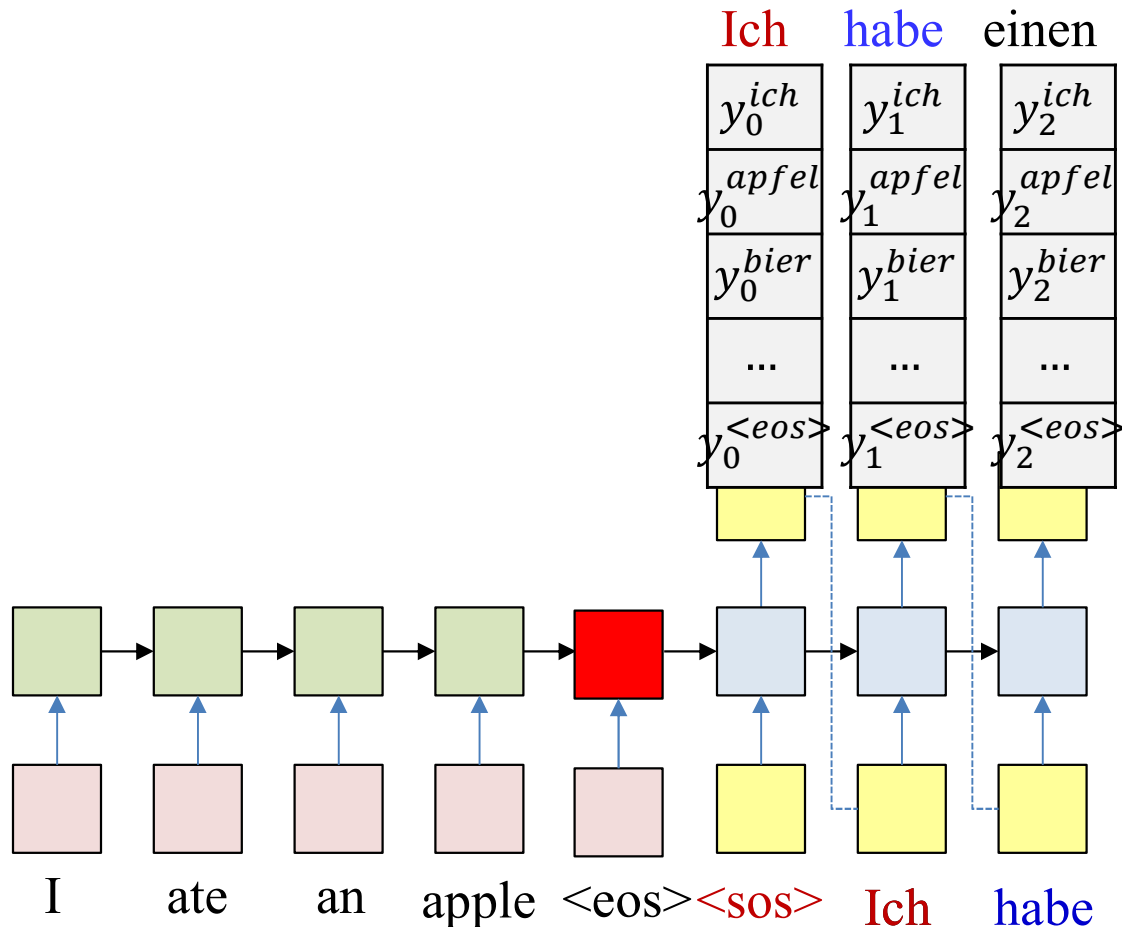 Ich habe einen
y_0^{ich} y_1^{ich} y_2^{ich}
y_0^{apfel} y_1^{apfel} y_2^{apfel}
y_0^{bier} y_1^{bier} y_2^{bier}
... ... ...
y_0^{<eos>} y_1^{<eos>} y_2^{<eos>}
I ate an apple <eos> <sos> Ich habe